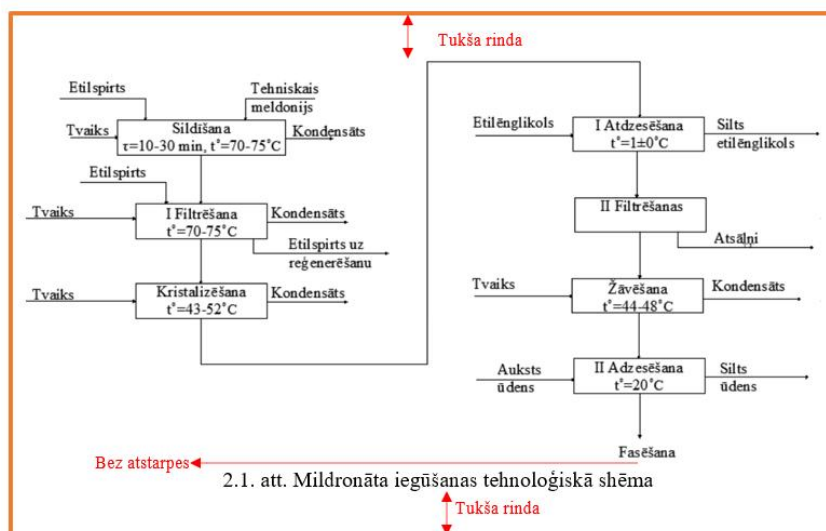 Tukša rinda
Etilspirts
Tehniskais
meldonijs
Tvaiks
Sildīšana
τ=10-30 min, t˚=70-75˚C
Kondensāts
Etilspirts
Tvaiks
I Filtrēšana
t˚=70-75˚C
Kondensāts
Etilspirts uz
reģenerēšanu
Tvaiks
Kristalizēšana
t˚=43-52˚C
Kondensāts
Etilēnglikols
I Atdzesēšana
t˚=1±0˚C
Silts
etilēnglikols
II Filtrēšanas
Atsāļņi
Tvaiks
Žāvēšana
t˚=44-48˚C
Kondensāts
Auksts
ūdens
II Adzesēšana
t˚=20˚C
Silts
ūdens
Fasēšana
Bez atstarpes
2.1. att. Mildronāta iegūšanas tehnoloģiskā shēma
Tukša rinda